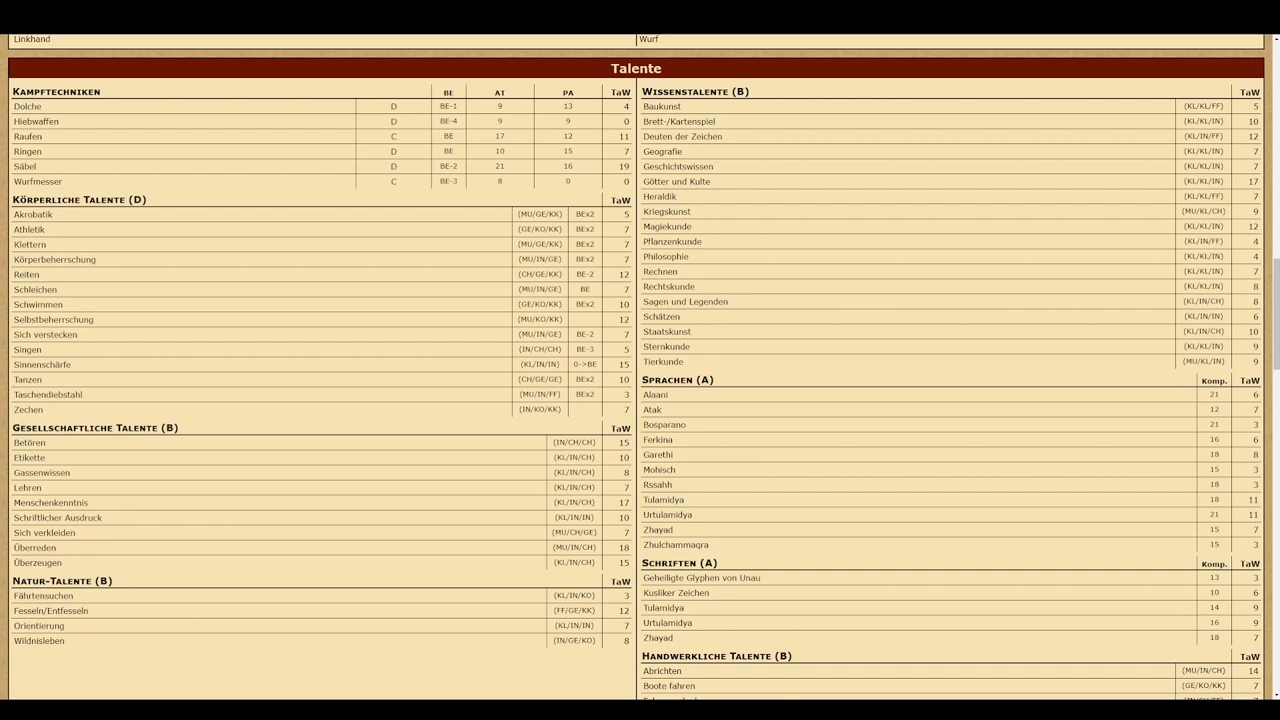 Linkhand
Wurf
Talente
KAMPFTECHNIKEN BE AT PA TaW
Dolche D BE-1 9 13 4
Hiebwaffen D BE-4 9 9 0
Raufen C BE 17 12 11
Ringen D BE 10 15 7
Säbel D BE-2 21 16 19
Wurfmesser C BE-3 8 0 0
KÖRPERLICHE TALENTE (D) TaW
Akrobatik (MU/GE/KK) BEx2 5
Athletik (GE/KO/KK) BEx2 7
Klettern (MU/GE/KK) BEx2 7
Körperbeherrschung (MU/IN/GE) BEx2 7
Reiten (CH/GE/KK) BE-2 12
Schleichen (MU/IN/GE) BE 7
Schwimmen (GE/KO/KK) BEx2 10
Selbstbeherrschung (MU/KO/KK) 12
Sich verstecken (MU/IN/GE) BE-2 7
Singen (IN/CH/CH) BE-3 5
Sinnenschärfe (KL/IN/IN) 0->BE 15
Tanzen (CH/GE/GE) BEx2 10
Taschendiebstahl (MU/IN/FF) BEx2 3
Zechen (IN/KO/KK) 7
GESELLSCHAFTLICHE TALENTE (B) TaW
Betören (IN/CH/CH) 15
Etikette (KL/IN/CH) 10
Gassenwissen (KL/IN/CH) 8
Lehren (KL/IN/CH) 7
Menschenkenntnis (KL/IN/CH) 17
Schriftlicher Ausdruck (KL/IN/IN) 10
Sich verkleiden (MU/CH/GE) 7
Überreden (MU/IN/CH) 18
Überzeugen (KL/IN/CH) 15
NATUR-TALENTE (B) TaW
Fährtensuchen (KL/IN/KO) 3
Fesseln/Entfesseln (FF/GE/KK) 12
Orientierung (KL/IN/IN) 7
Wildnisleben (IN/GE/KO) 8
WISSENSTALENTE (B) TaW
Baukunst (KL/KL/FF) 5
Brett-/Kartenspiel (KL/KL/IN) 10
Deuten der Zeichen (KL/IN/FF) 12
Geografie (KL/KL/IN) 7
Geschichtswissen (KL/KL/IN) 7
Götter und Kulte (KL/KL/IN) 17
Heraldik (KL/KL/FF) 7
Kriegskunst (MU/KL/CH) 9
Magiekunde (KL/KL/IN) 12
Pflanzenkunde (KL/IN/FF) 4
Philosophie (KL/KL/IN) 4
Rechnen (KL/KL/IN) 7
Rechtskunde (KL/KL/IN) 8
Sagen und Legenden (KL/IN/CH) 8
Schätzen (KL/IN/IN) 6
Staatskunst (KL/IN/CH) 10
Sternkunde (KL/KL/IN) 9
Tierkunde (MU/KL/IN) 9
SPRACHEN (A) Komp. TaW
Alaani 21 6
Atak 12 7
Bosparano 21 3
Ferkina 16 6
Garethi 18 8
Mohisch 15 3
Rssahh 18 3
Tulamidya 18 11
Urtulamidya 21 11
Zhayad 15 7
Zhulchammaqra 15 3
SCHRIFTEN (A) Komp. TaW
Geheiligte Glyphen von Unau 13 3
Kusliker Zeichen 10 6
Tulamidya 14 9
Urtulamidya 16 9
Zhayad 18 7
HANDWERKLICHE TALENTE (B) TaW
Abrichten (MU/IN/CH) 14
Boote fahren (GE/KO/KK) 7